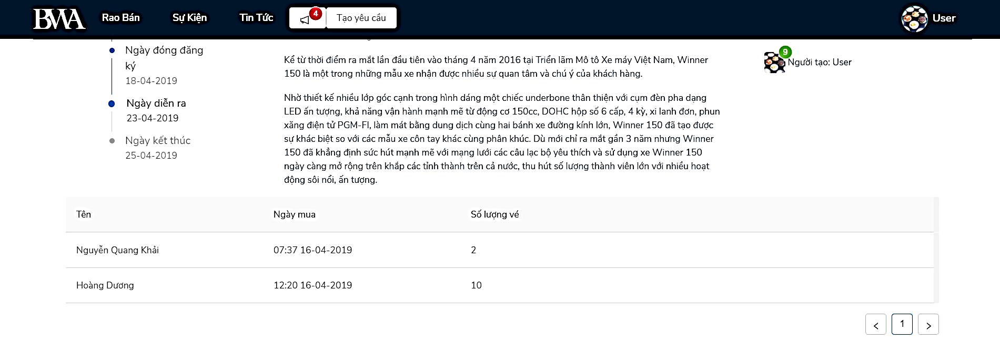 BWA
Rao Bán
Sự Kiện
Tin Tức
4
Tạo yêu cầu
User
Ngày đóng đăng
ký
18-04-2019
Ngày diễn ra
23-04-2019
Ngày kết thúc
25-04-2019
Kể từ thời điểm ra mắt lần đầu tiên vào tháng 4 năm 2016 tại Triển lãm Mô tô Xe máy Việt Nam, Winner
150 là một trong những mẫu xe nhận được nhiều sự quan tâm và chú ý của khách hàng.
Nhờ thiết kế nhiều lớp góc cạnh trong hình dáng một chiếc underbone thân thiện với cụm đèn pha dạng
LED ấn tượng, khả năng vận hành mạnh mẽ từ động cơ 150cc, DOHC hộp số 6 cấp, 4 kỳ, xi lanh đơn, phun
xăng điện tử PGM-FI, làm mát bằng dung dịch cùng hai bánh xe đường kính lớn, Winner 150 đã tạo được
sự khác biệt so với các mẫu xe côn tay khác cùng phân khúc. Dù mới chỉ ra mắt gần 3 năm nhưng Winner
150 đã khẳng định sức hút mạnh mẽ với mạng lưới các câu lạc bộ yêu thích và sử dụng xe Winner 150
ngày càng mở rộng trên khắp các tỉnh thành trên cả nước, thu hút số lượng thành viên lớn với nhiều hoạt
động sôi nổi, ấn tượng.
9
Người tạo: User
Tên
Ngày mua
Số lượng vé
Nguyễn Quang Khải
07:37 16-04-2019
2
Hoàng Dương
12:20 16-04-2019
10
<
1
>